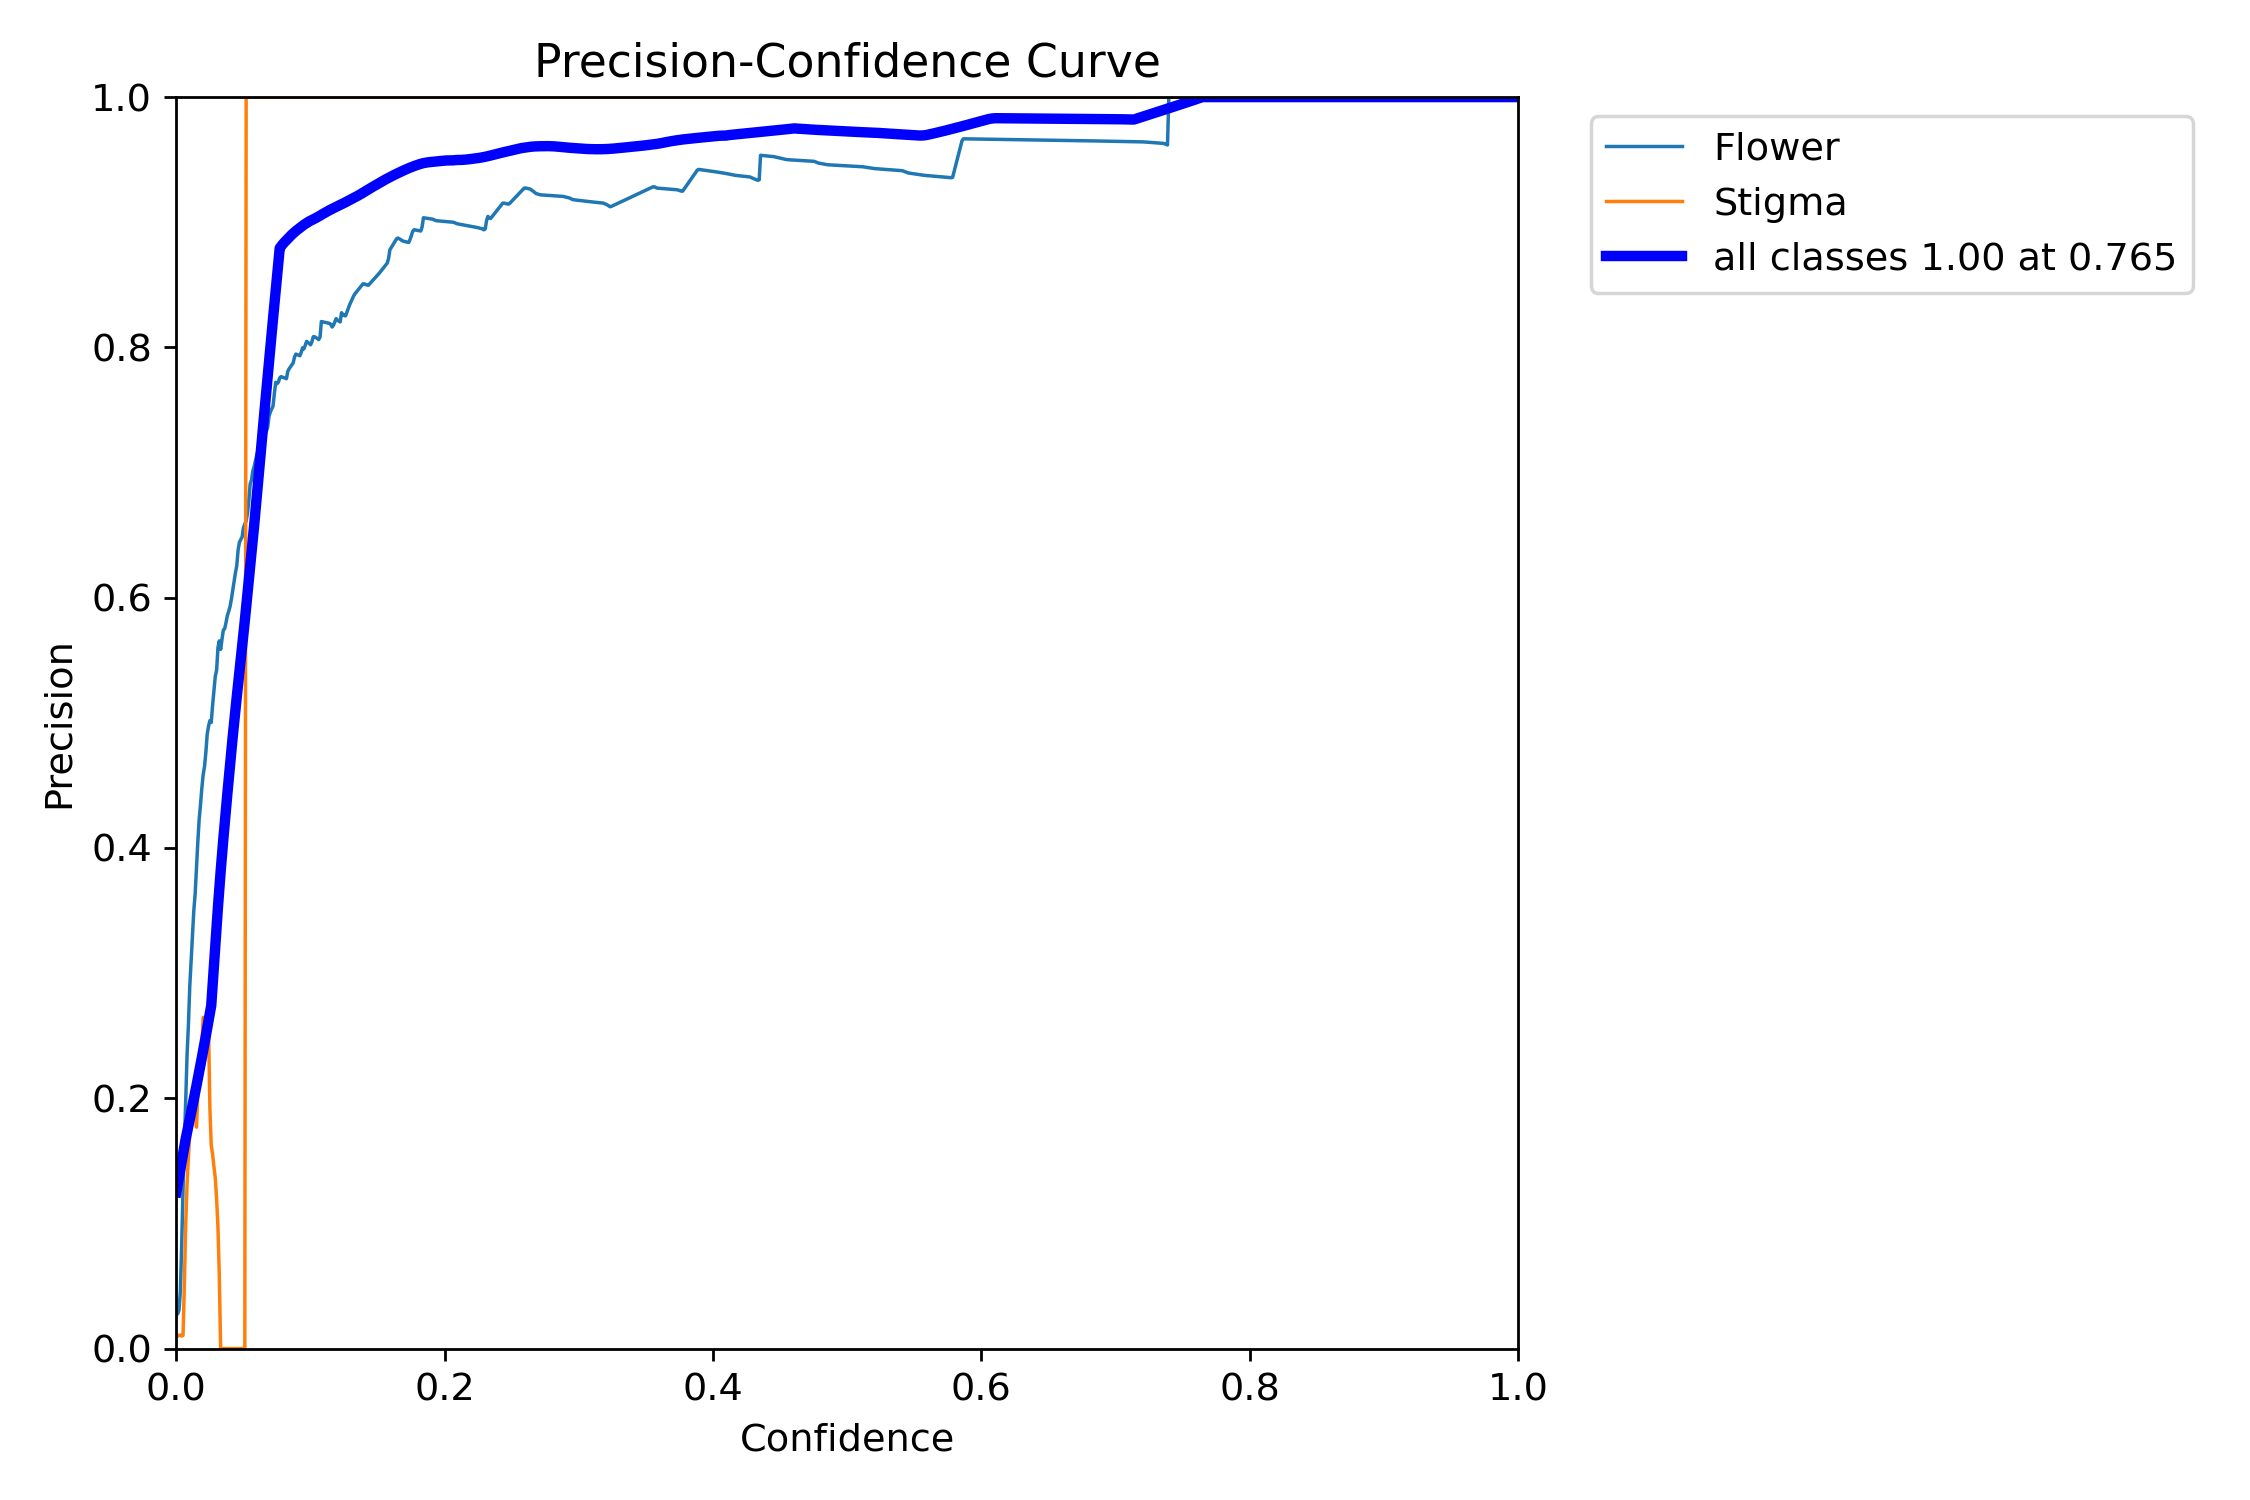 Precision-Confidence Curve
1.0
0.8
0.6
0.4
0.2
0.0
Precision
0.0 0.2 0.4 0.6 0.8 1.0
Confidence
Flower
Stigma
all classes 1.00 at 0.765